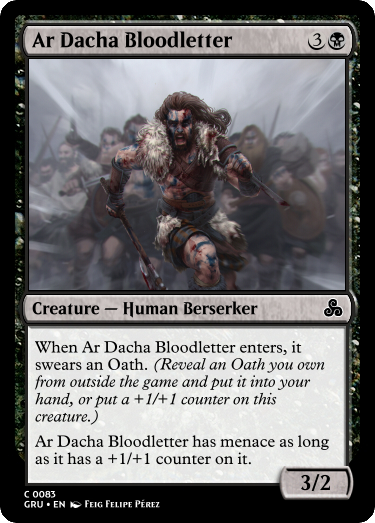 Ar Dacha Bloodletter 3
Creature — Human Berserker
When Ar Dacha Bloodletter enters, it
swears an Oath. (Reveal an Oath you own
from outside the game and put it into your
hand, or put a +1/+1 counter on this
creature.)
Ar Dacha Bloodletter has menace as long
as it has a +1/+1 counter on it.
3/2
C 0083
GRU • EN Feig Felipe Pérez